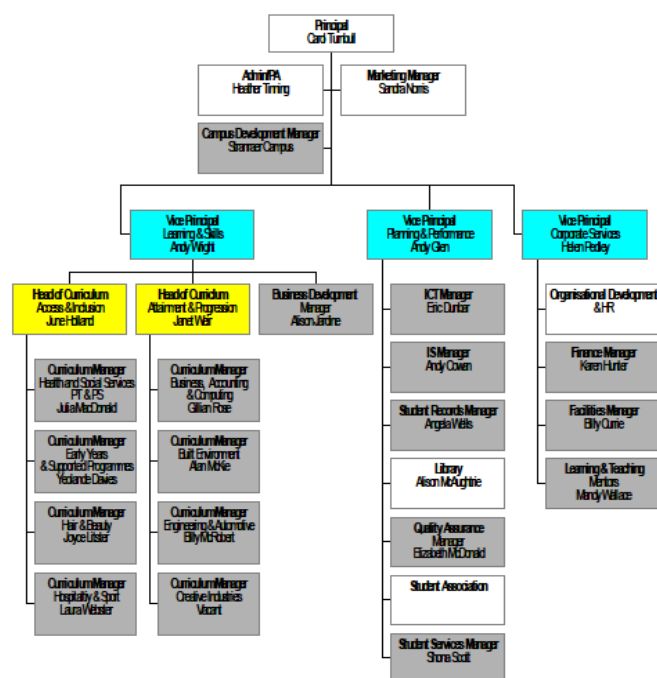 Principal
Carol Turnbull
Admin/PA
Heather Tinning
Marketing Manager
Sandra Norris
Campus Development Manager
Stranraer Campus
Vice Principal
Learning & Skills
Andy Wright
Vice Principal
Planning & Performance
Andy Glen
Vice Principal
Corporate Services
Helen Pedley
Head of Curriculum
Access & Inclusion
June Holland
Head of Curriculum
Attainment & Progression
Janet Weir
Business Development
Manager
Alison Jardine
ICT Manager
Eric Dunbar
Organisational Development
& HR
Curriculum Manager
Health and Social Services
PT & PS
Julia MacDonald
Curriculum Manager
Business, Accounting
& Computing
Gillian Rose
IS Manager
Andy Cowan
Finance Manager
Karen Hunter
Student Records Manager
Angela Wells
Facilities Manager
Billy Currie
Curriculum Manager
Early Years
& Supported Programmes
Yeolande Davies
Curriculum Manager
Built Environment
Alan McKie
Library
Alison McAughtrie
Learning & Teaching
Mentors
Mandy Wallace
Curriculum Manager
Hair & Beauty
Joyce Litster
Curriculum Manager
Engineering & Automotive
Billy McRobert
Quality Assurance
Manager
Elizabeth McDonald
Curriculum Manager
Hospitality & Sport
Laura Webster
Curriculum Manager
Creative Industries
Vacant
Student Association
Student Services Manager
Shona Scott